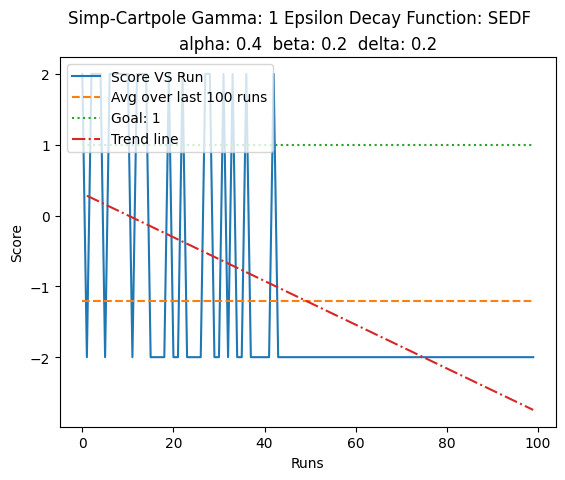 Simp-Cartpole Gamma: 1 Epsilon Decay Function: SEDF
alpha: 0.4 beta: 0.2 delta: 0.2
Score VS Run
Avg over last 100 runs
Goal: 1
Trend line
Score
2
1
0
−1
−2
0 20 40 60 80 100
Runs